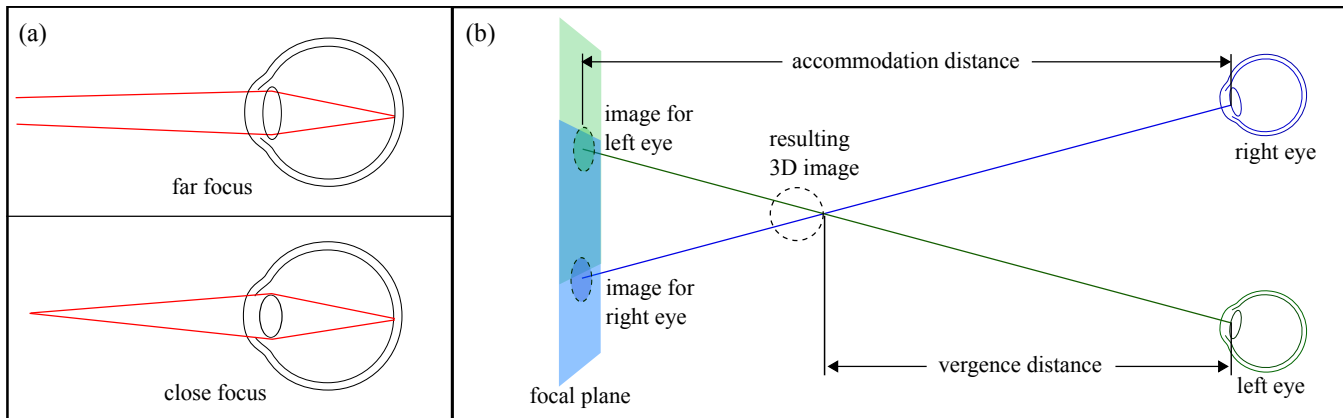 (a)
far focus
close focus
(b)
accommodation distance
image for
left eye
resulting
3D image
right eye
image for
right eye
vergence distance
focal plane
left eye